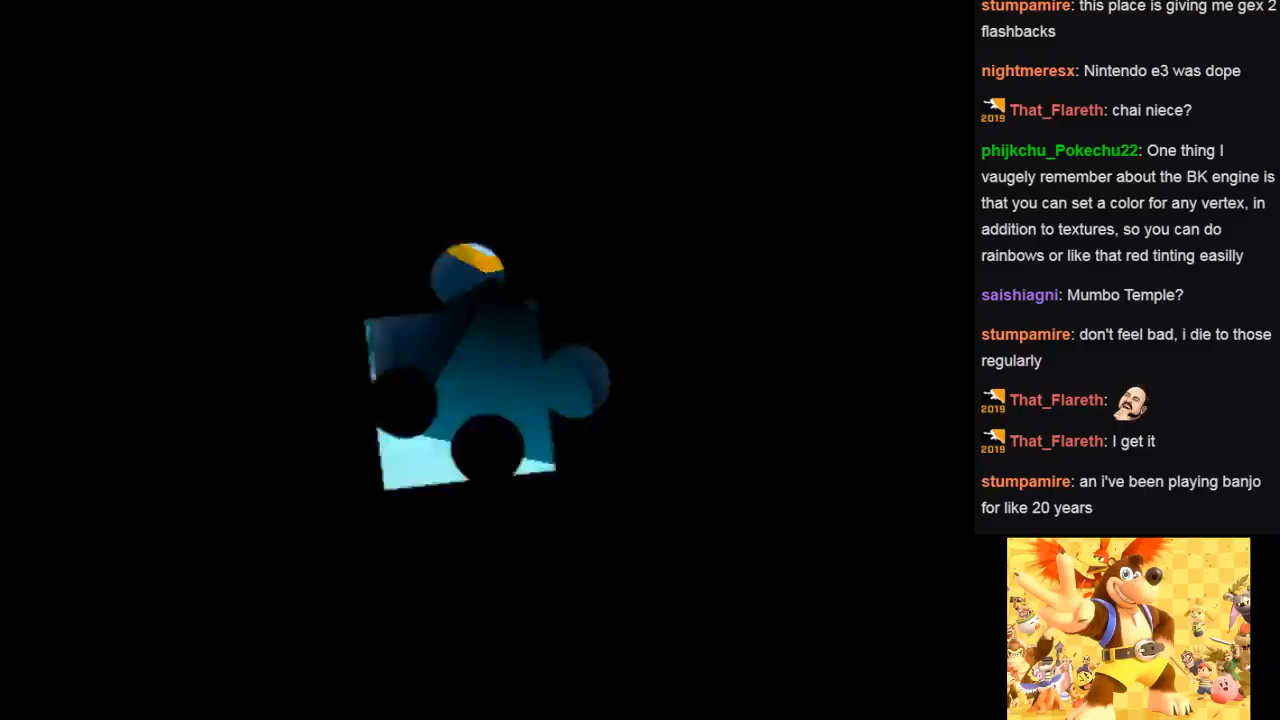 stumpamire: this place is giving me gex 2
flashbacks
nightmeresx: Nintendo e3 was dope
2019 That_Flareth: chai niece?
phijkchu_Pokechu22: One thing I
vaugely remember about the BK engine is
that you can set a color for any vertex, in
addition to textures, so you can do
rainbows or like that red tinting easilly
saishiagni: Mumbo Temple?
stumpamire: don't feel bad, i die to those
regularly
2019 That_Flareth:
2019 That_Flareth: I get it
stumpamire: an i've been playing banjo
for like 20 years